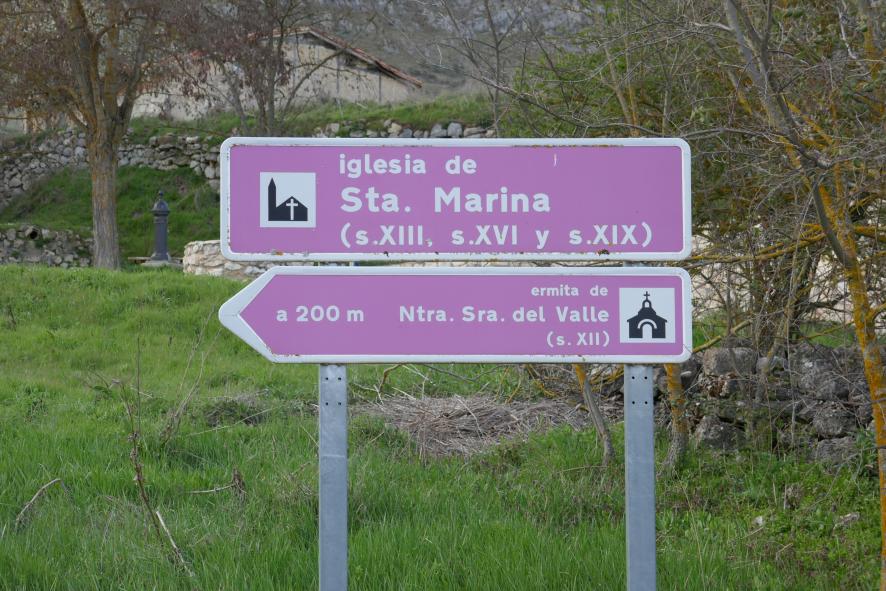 iglesia de
Sta. Marina
(s.XIII, s.XVI y s.XIX)
ermita de
a 200 m Ntra. Sra. del Valle
(s. XII)